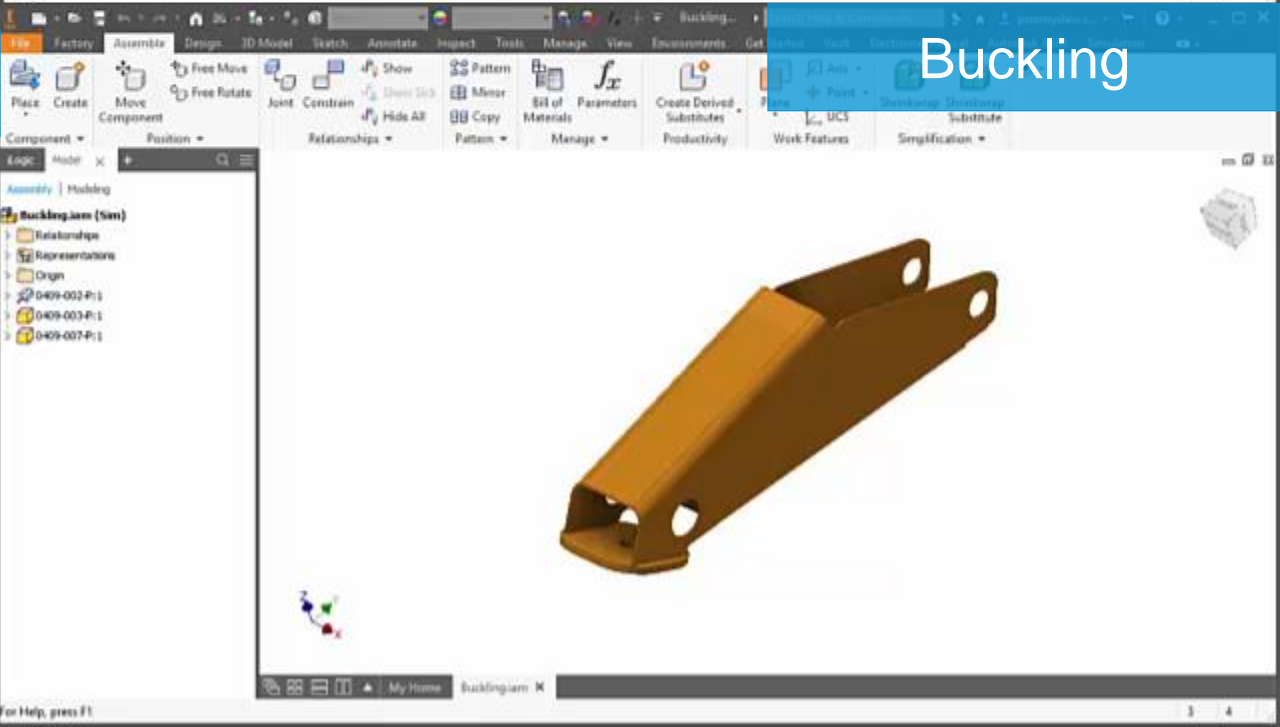 Buckling...
Buckling
File Factory Assemble Design 3D Model Sketch Annotate Inspect Tools Manage View Environments Get
Place Create Move Component Free Move Free Rotate
Joint Constrain Show Hide All
Pattern Mirror Copy
Bill of Materials Parameters
Create Derived Substitutes
Plane Axis Point UCS
Shrinkwrap Shrinkwrap Substitute
Component Position Relationships Pattern Manage Productivity Work Features Simplification
iLogic Model × +
Assembly | Modeling
Buckling.iam (Sim)
Relationships
Representations
Origin
0409-002-P:1
0409-003-P:1
0409-007-P:1
Z Y X
My Home Buckling.iam
For Help, press F1
3 4